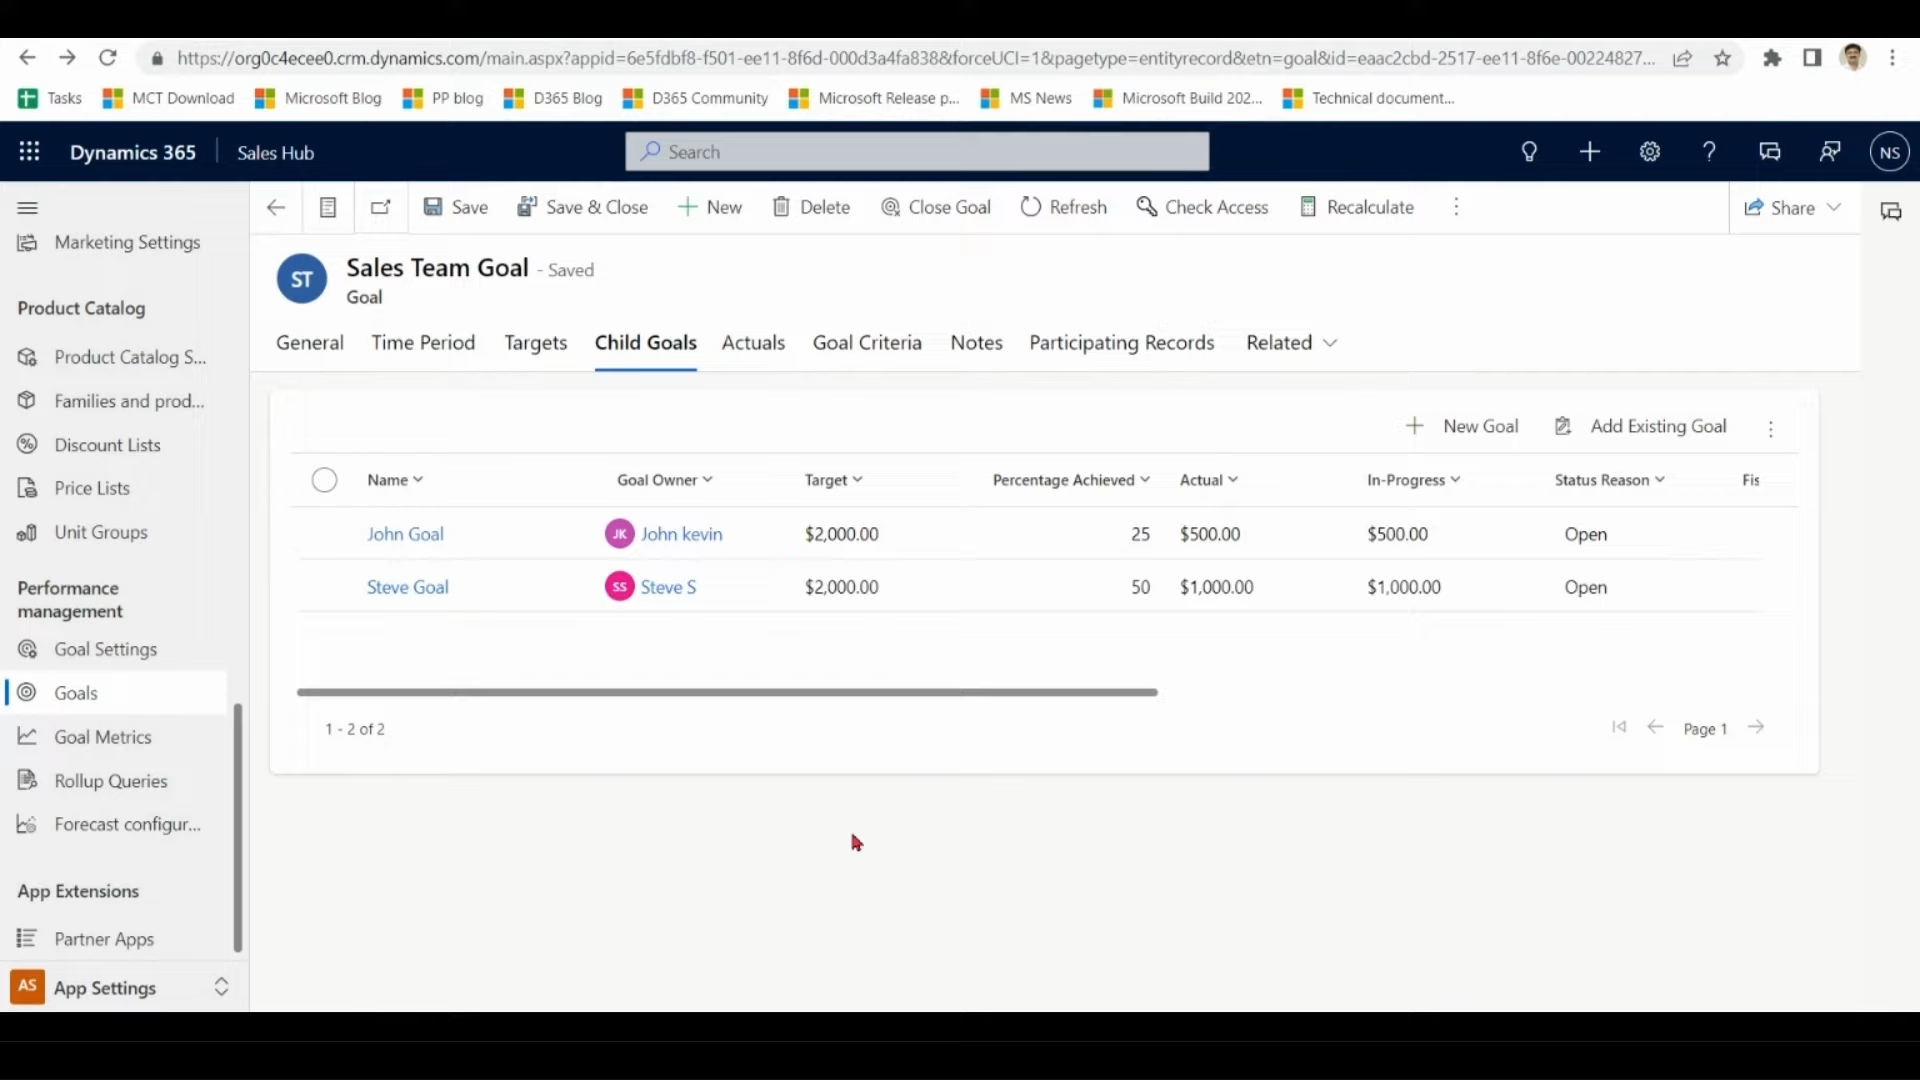 https://org0c4ecee0.crm.dynamics.com/main.aspx?appid=6e5fdbf8-f501-ee11-8f6d-000d3a4fa838&forceUCI=1&pagetype=entityrecord&etn=goal&id=eaac2cbd-2517-ee11-8f6e-00224827...
Tasks MCT Download Microsoft Blog PP blog D365 Blog D365 Community Microsoft Release p... MS News Microsoft Build 202... Technical document...
Dynamics 365 Sales Hub Search NS
Save Save & Close New Delete Close Goal Refresh Check Access Recalculate Share
Marketing Settings
Product Catalog
Product Catalog S...
Families and prod...
Discount Lists
Price Lists
Unit Groups
Performance
management
Goal Settings
Goals
Goal Metrics
Rollup Queries
Forecast configur...
App Extensions
Partner Apps
AS App Settings
ST Sales Team Goal - Saved
Goal
General Time Period Targets Child Goals Actuals Goal Criteria Notes Participating Records Related
New Goal Add Existing Goal
Name Goal Owner Target Percentage Achieved Actual In-Progress Status Reason Fis
John Goal JK John kevin $2,000.00 25 $500.00 $500.00 Open
Steve Goal SS Steve S $2,000.00 50 $1,000.00 $1,000.00 Open
1 - 2 of 2 Page 1